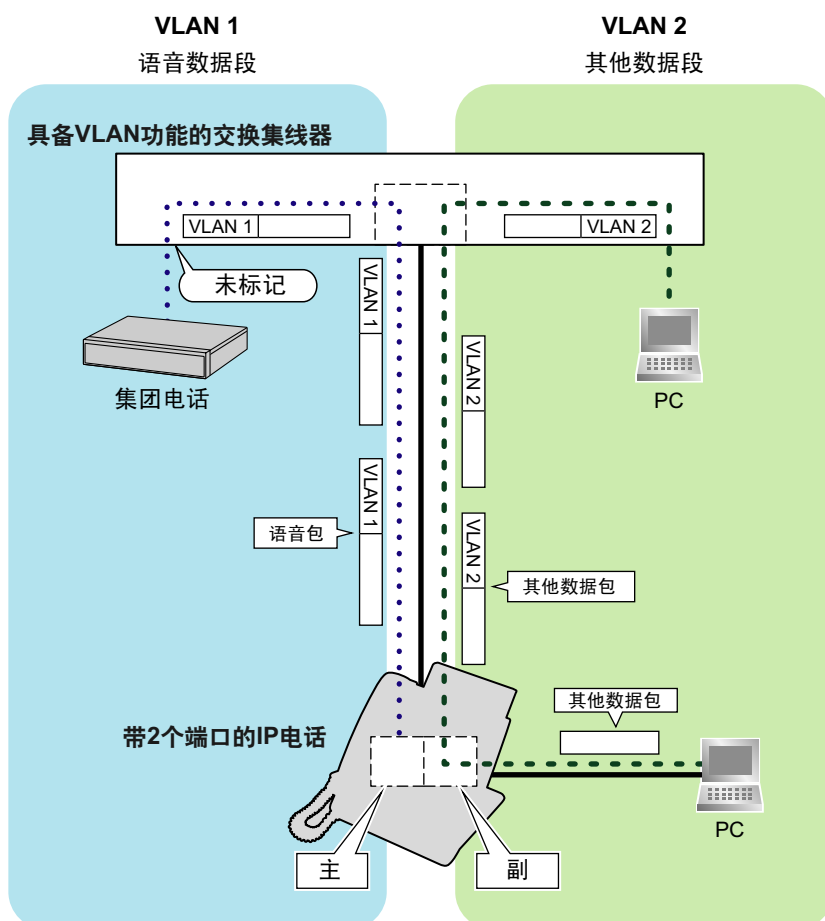 VLAN 1
语音数据段
VLAN 2
其他数据段
具备VLAN功能的交换集线器
VLAN 1
VLAN 2
未标记
集团电话
VLAN 1
VLAN 2
PC
VLAN 1
语音包
VLAN 2
其他数据包
其他数据包
带2个端口的IP电话
PC
主
副